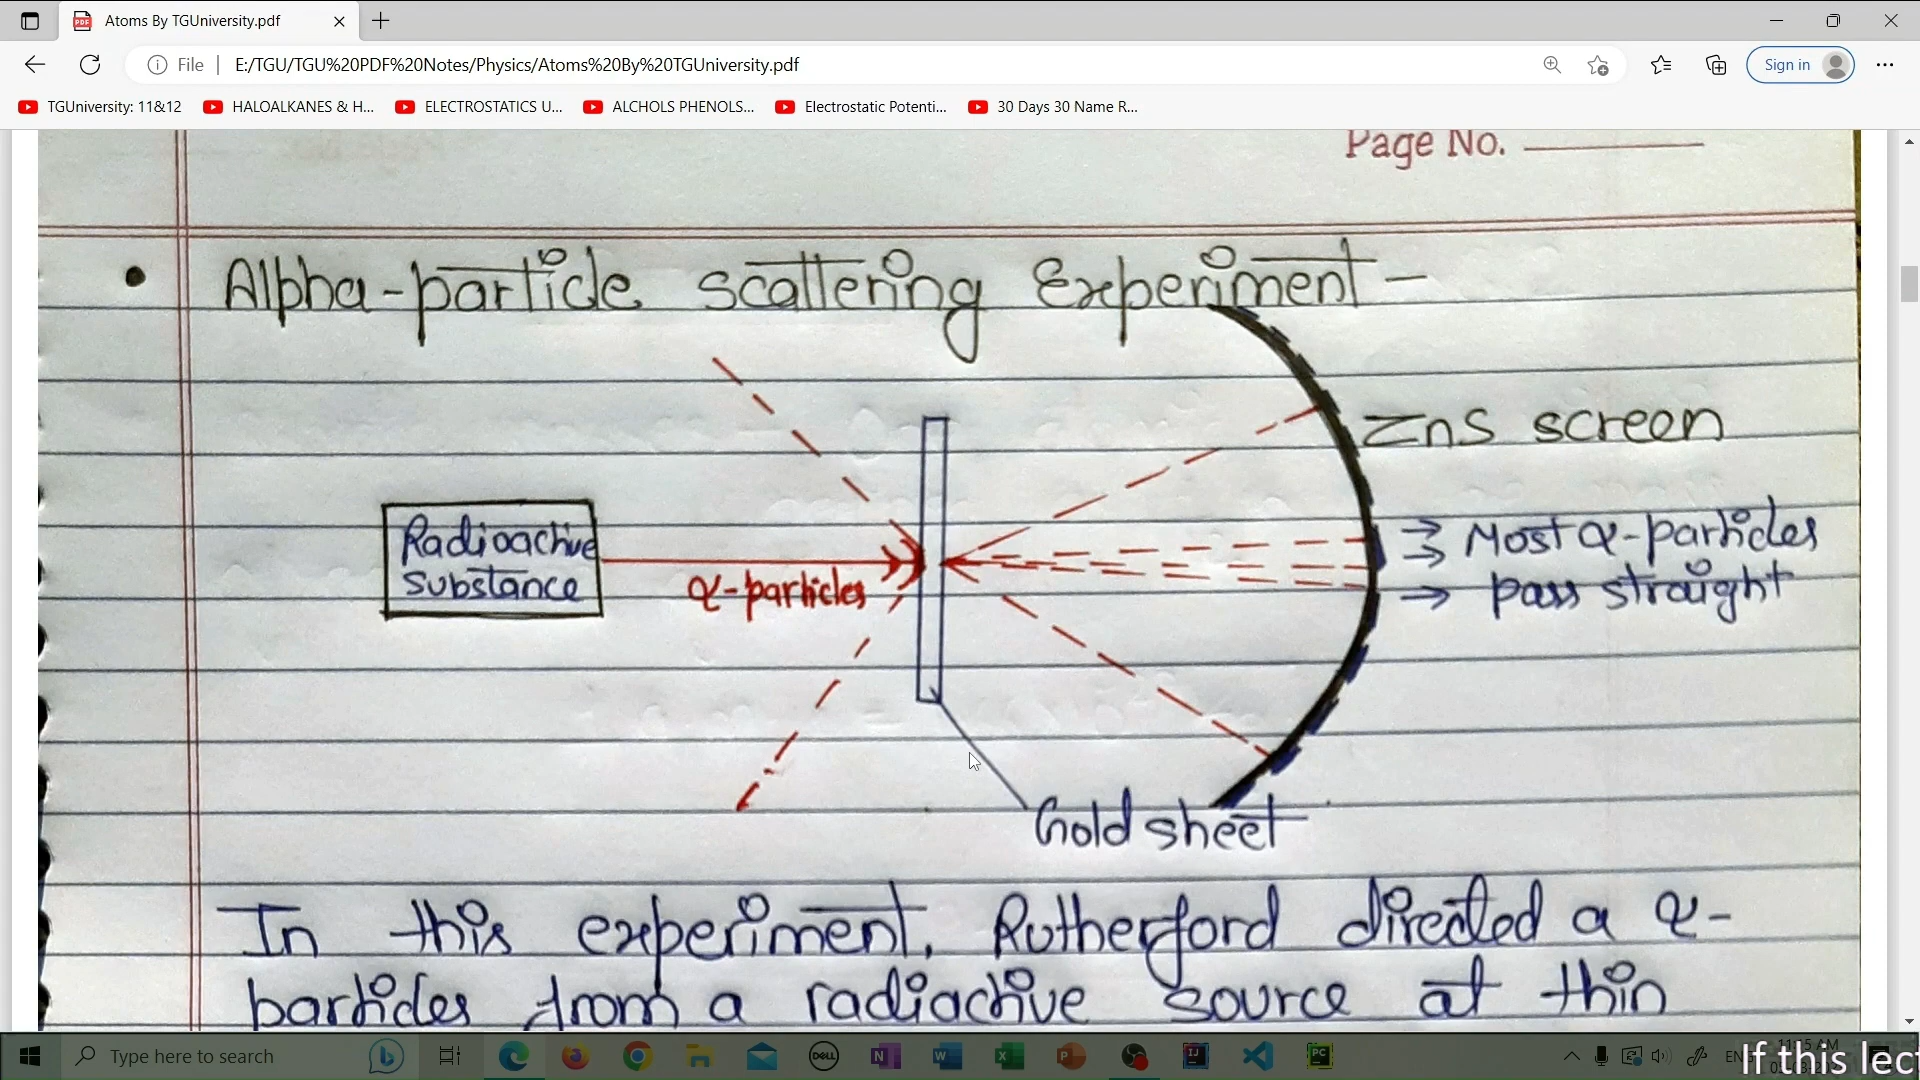 Atoms By TGUniversity.pdf
File
E:/TGU/TGU%20PDF%20Notes/Physics/Atoms%20By%20TGUniversity.pdf
Sign in
TGUniversity: 11&12
HALOALKANES & H...
ELECTROSTATICS U...
ALCHOLS PHENOLS...
Electrostatic Potenti...
30 Days 30 Name R...
Page No.
• Alpha-particle scattering Experiment -
ZnS screen
Radioactive
substance
α-particles
→ Most α-particles
→ pass straight
Gold sheet
In this experiment, Rutherford directed a α-
particles from a radiachive source at thin
Type here to search
If this lect